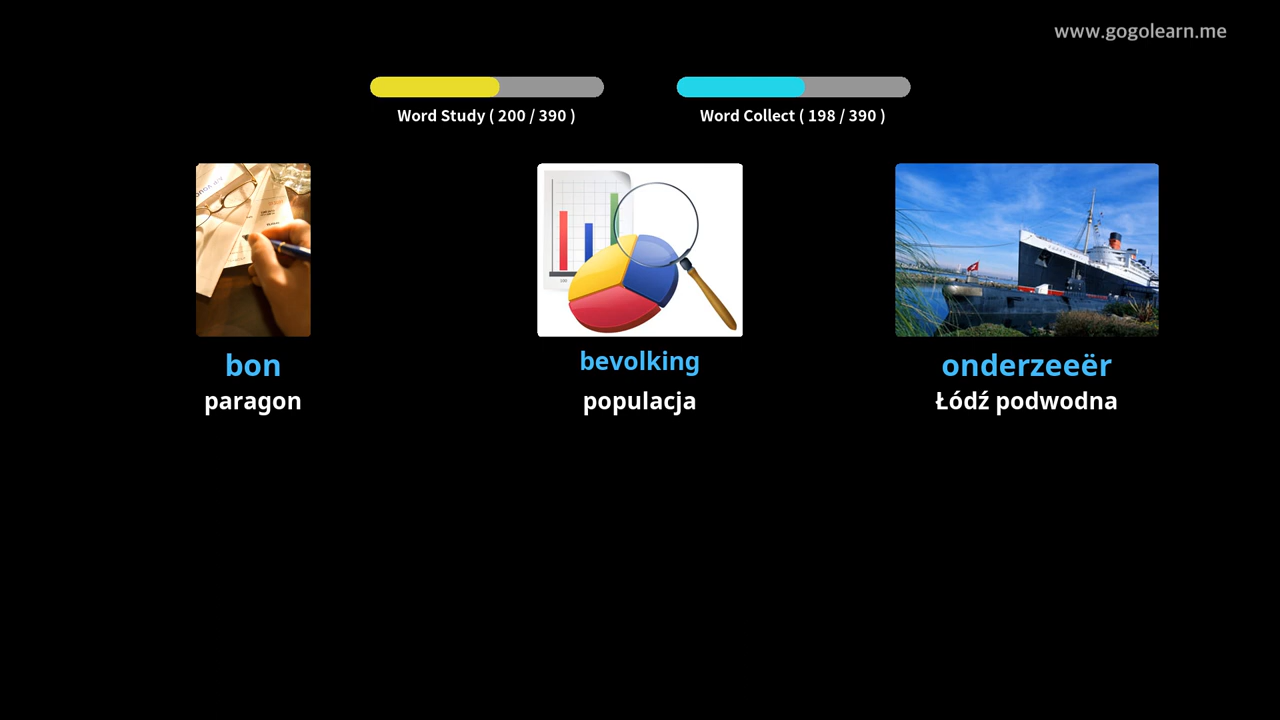 www.gogolearn.me
Word Study ( 200 / 390 )
Word Collect ( 198 / 390 )
bon
bevolking
onderzeeër
paragon
populacja
Łódź podwodna